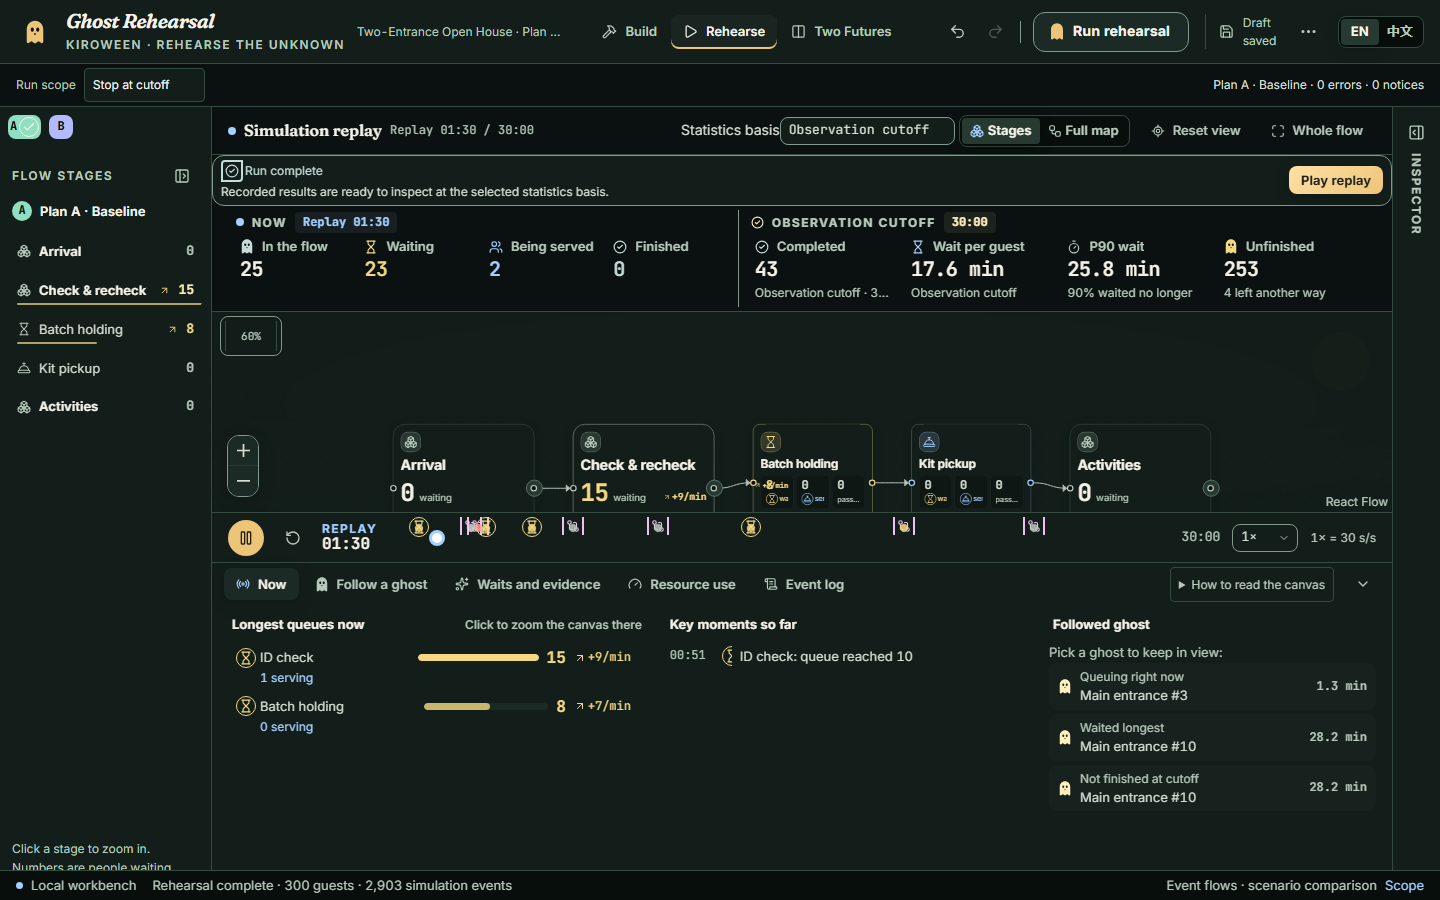 Ghost Rehearsal
KIROWEEN · REHEARSE THE UNKNOWN
Two-Entrance Open House · Plan ...
Build
Rehearse
Two Futures
Run rehearsal
Draft saved
EN
中文
Run scope
Stop at cutoff
Plan A · Baseline · 0 errors · 0 notices
A
B
FLOW STAGES
A Plan A · Baseline
Arrival 0
Check & recheck 15
Batch holding 8
Kit pickup 0
Activities 0
Click a stage to zoom in.
Numbers are people waiting
Simulation replay
Replay 01:30 / 30:00
Statistics basis
Observation cutoff
Stages
Full map
Reset view
Whole flow
INSPECTOR
Run complete
Recorded results are ready to inspect at the selected statistics basis.
Play replay
NOW
Replay 01:30
In the flow
25
Waiting
23
Being served
2
Finished
0
OBSERVATION CUTOFF
30:00
Completed
43
Observation cutoff · 3...
Wait per guest
17.6 min
Observation cutoff
P90 wait
25.8 min
90% waited no longer
Unfinished
253
4 left another way
60%
Arrival
0 waiting
Check & recheck
15 waiting
+9/min
Batch holding
0
0
pass...
Kit pickup
0
0
0
pass...
Activities
0 waiting
React Flow
REPLAY
01:30
30:00
1×
1× = 30 s/s
Now
Follow a ghost
Waits and evidence
Resource use
Event log
How to read the canvas
Longest queues now
Click to zoom the canvas there
ID check
15
+9/min
1 serving
Batch holding
8
+7/min
0 serving
Key moments so far
00:51
ID check: queue reached 10
Followed ghost
Pick a ghost to keep in view:
Queuing right now
Main entrance #3
1.3 min
Waited longest
Main entrance #10
28.2 min
Not finished at cutoff
Main entrance #10
28.2 min
Local workbench
Rehearsal complete · 300 guests · 2,903 simulation events
Event flows · scenario comparison
Scope